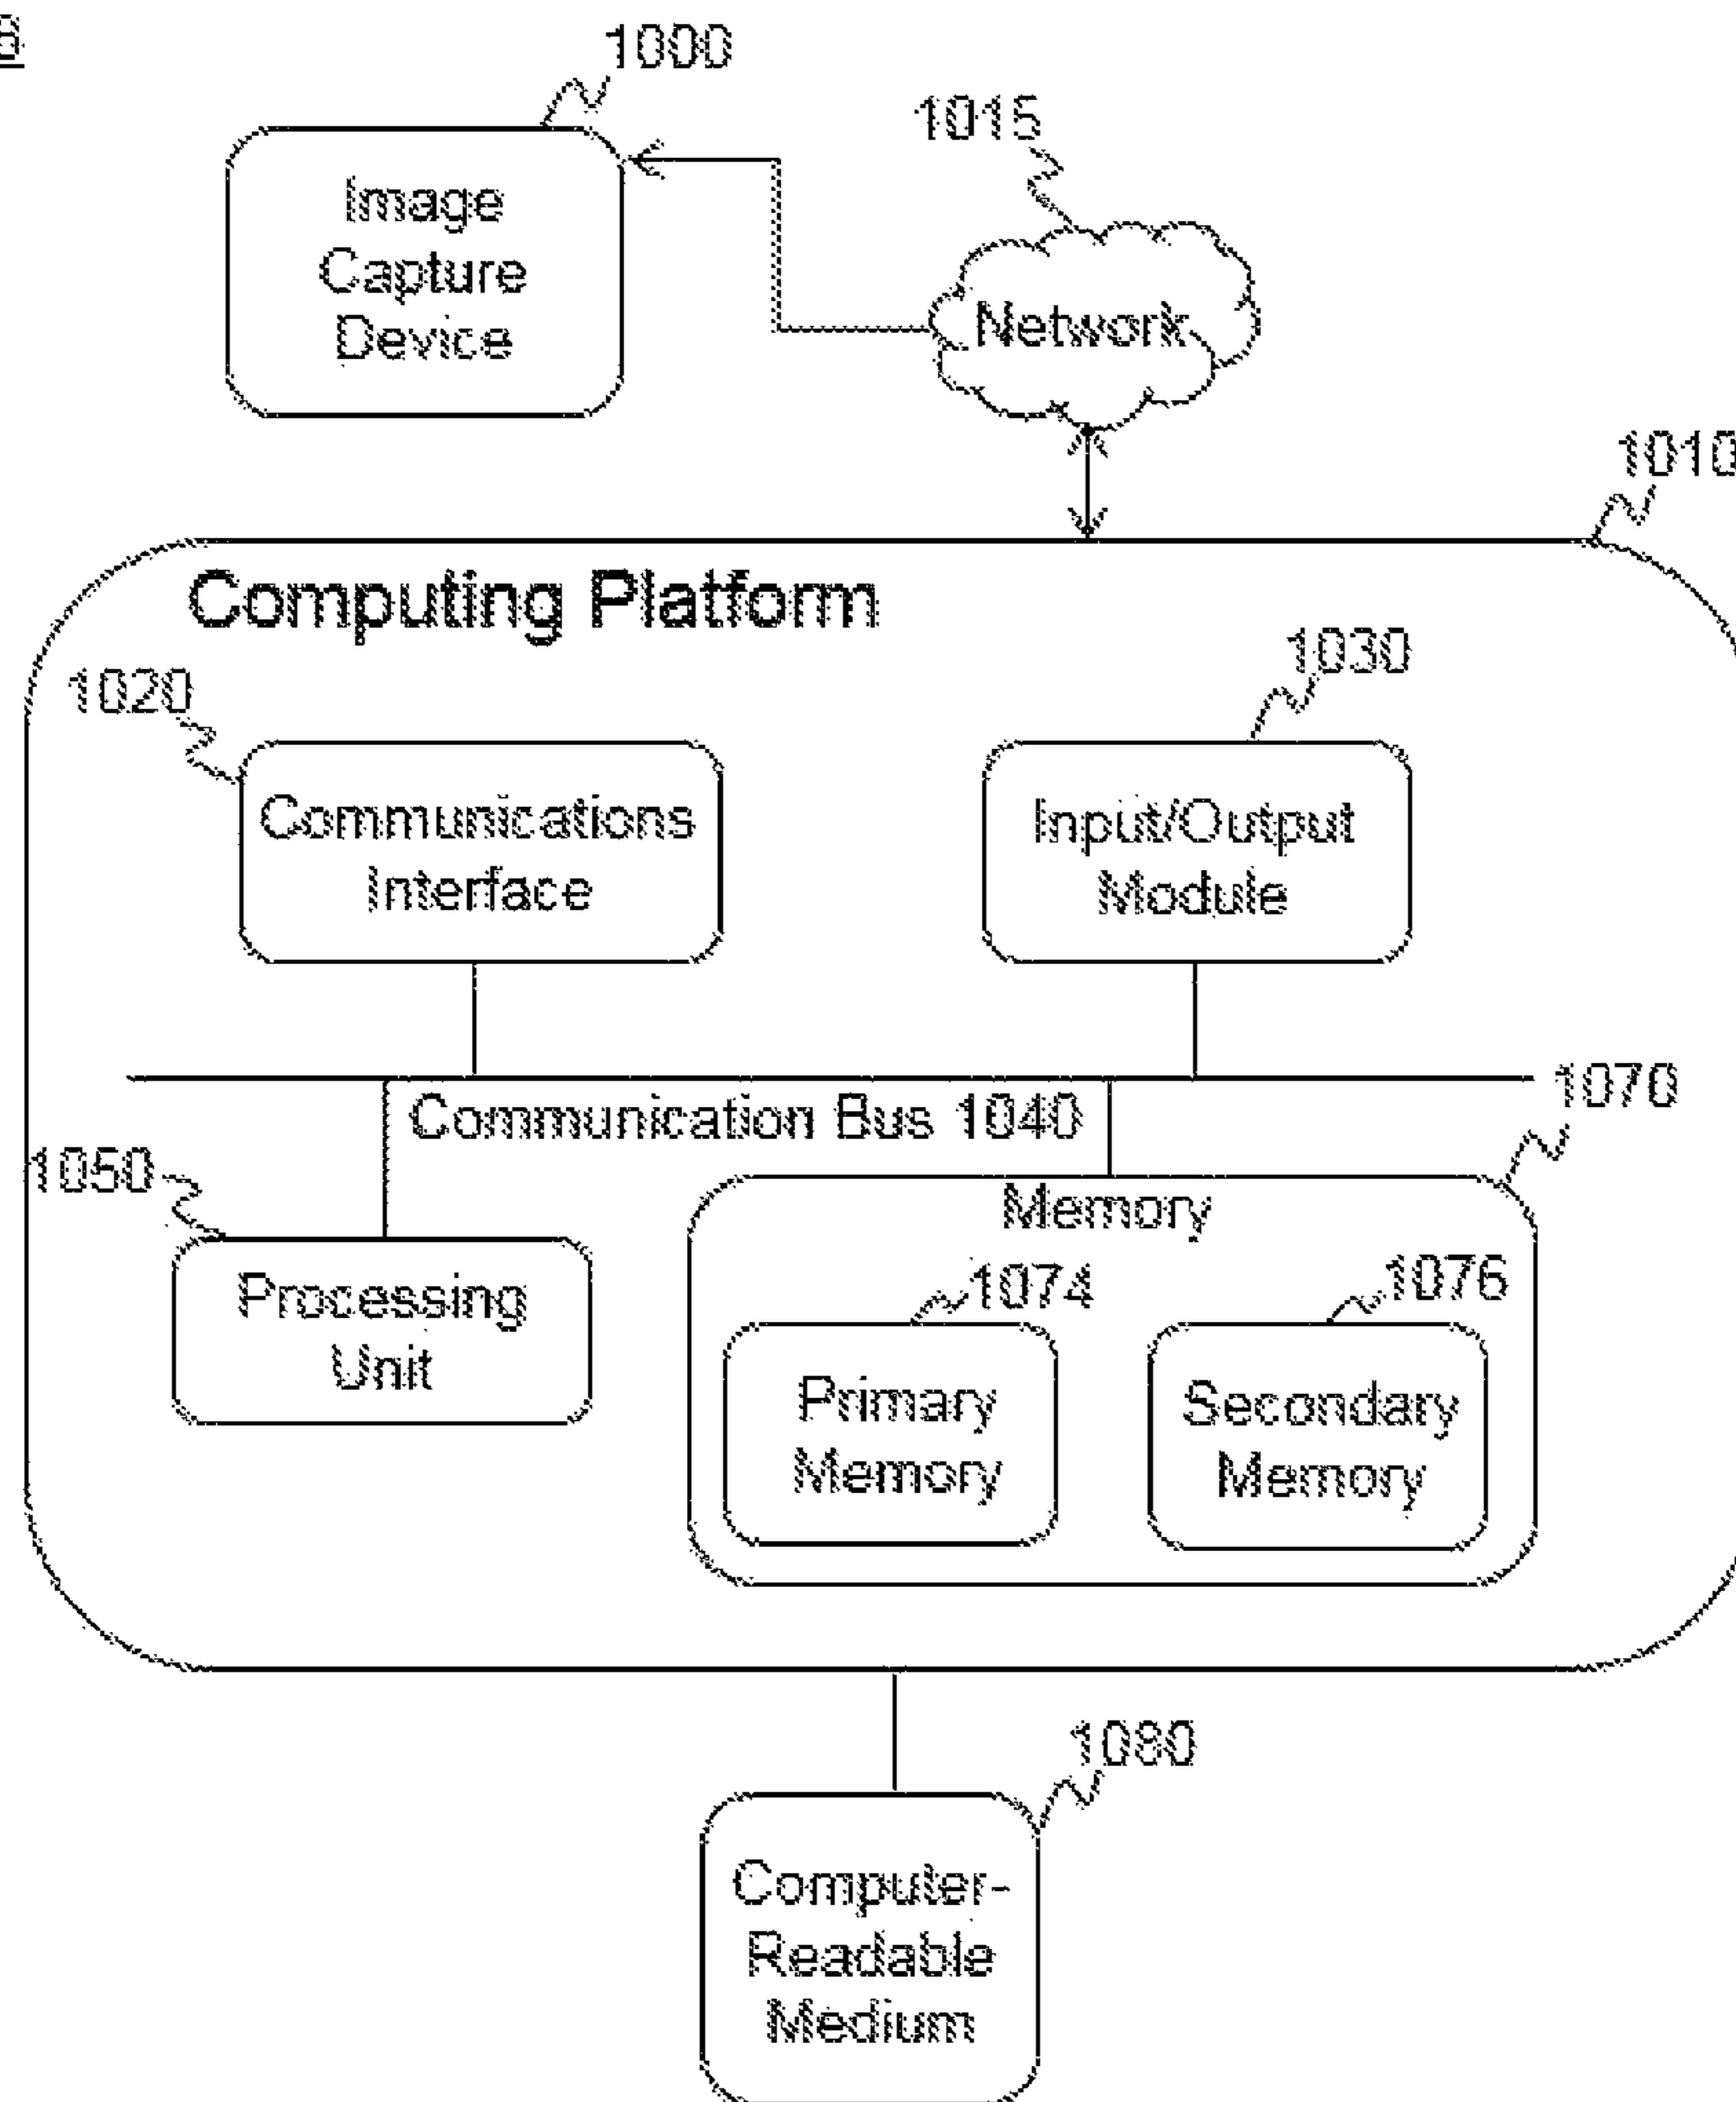 1000
1015
Image
Capture
Device
Network
1010
Computing Platform
1030
1020
Communications
Interface
Input/Output
Module
1070
Communication Bus 1040
1050
Memory
1074
1076
Processing
Unit
Primary
Memory
Secondary
Memory
1080
Computer-
Readable
Medium